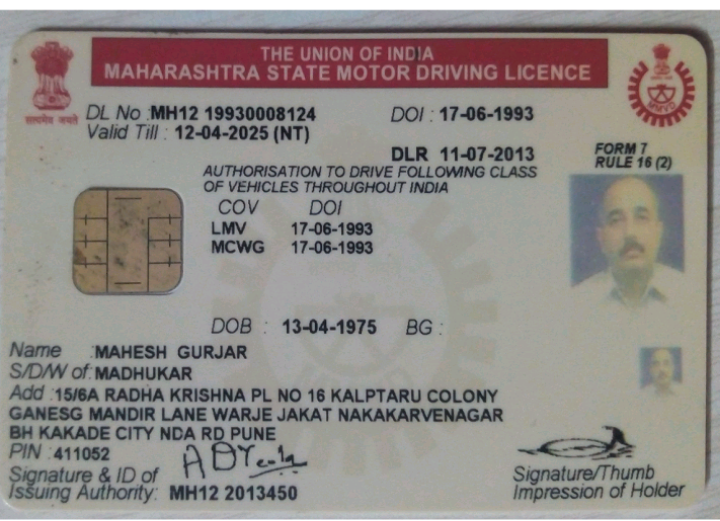 THE UNION OF INDIA
MAHARASHTRA STATE MOTOR DRIVING LICENCE
सत्यमेव जयते
MMVD
DL No : MH12 19930008124 DOI : 17-06-1993
Valid Till : 12-04-2025 (NT)
DLR 11-07-2013
FORM 7
RULE 16 (2)
AUTHORISATION TO DRIVE FOLLOWING CLASS
OF VEHICLES THROUGHOUT INDIA
COV DOI
LMV 17-06-1993
MCWG 17-06-1993
DOB : 13-04-1975 BG :
Name : MAHESH GURJAR
S/D/W of : MADHUKAR
Add : 15/6A RADHA KRISHNA PL NO 16 KALPTARU COLONY
GANESG MANDIR LANE WARJE JAKAT NAKAKARVENAGAR
BH KAKADE CITY NDA RD PUNE
PIN : 411052
Signature & ID of
Issuing Authority: MH12 2013450
Signature/Thumb
Impression of Holder